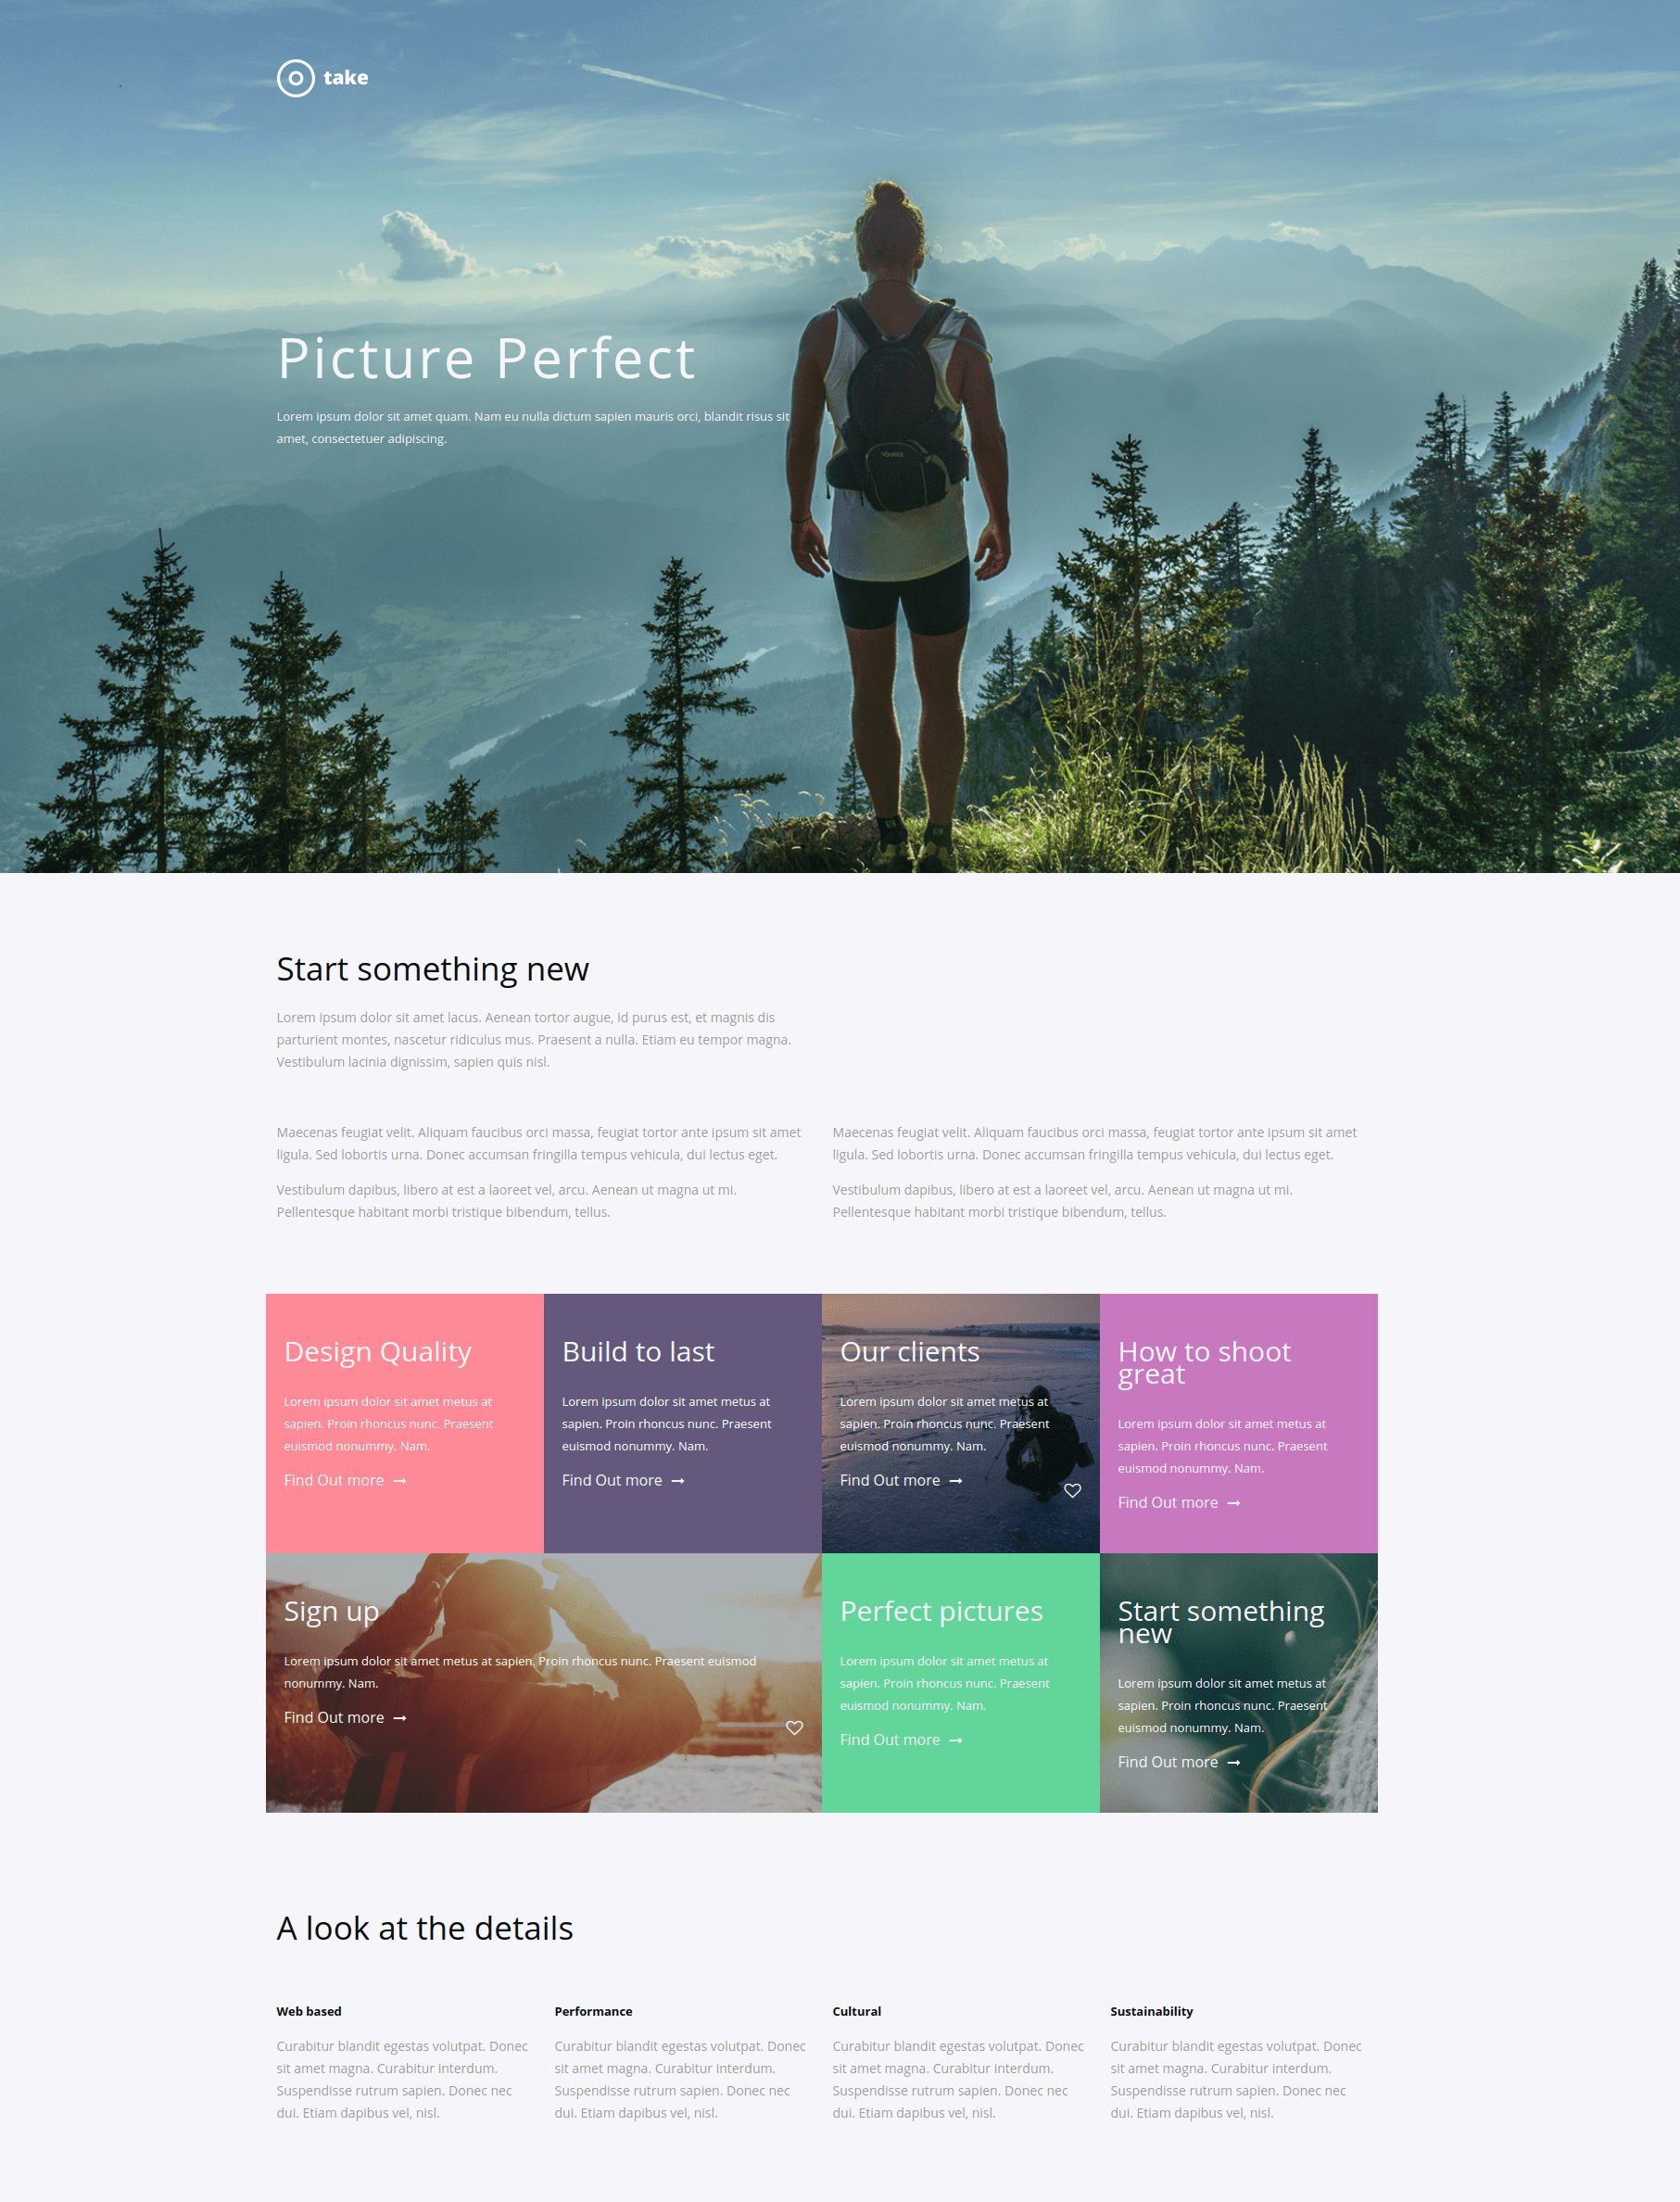 take
Picture Perfect
Lorem ipsum dolor sit amet quam. Nam eu nulla dictum sapien mauris orci, blandit risus sit
amet, consectetuer adipiscing.
Start something new
Lorem ipsum dolor sit amet lacus. Aenean tortor augue, id purus est, et magnis dis
parturient montes, nascetur ridiculus mus. Praesent a nulla. Etiam eu tempor magna.
Vestibulum lacinia dignissim, sapien quis nisl.
Maecenas feugiat velit. Aliquam faucibus orci massa, feugiat tortor ante ipsum sit amet
ligula. Sed lobortis urna. Donec accumsan fringilla tempus vehicula, dui lectus eget.
Vestibulum dapibus, libero at est a laoreet vel, arcu. Aenean ut magna ut mi.
Pellentesque habitant morbi tristique bibendum, tellus.
Maecenas feugiat velit. Aliquam faucibus orci massa, feugiat tortor ante ipsum sit amet
ligula. Sed lobortis urna. Donec accumsan fringilla tempus vehicula, dui lectus eget.
Vestibulum dapibus, libero at est a laoreet vel, arcu. Aenean ut magna ut mi.
Pellentesque habitant morbi tristique bibendum, tellus.
Design Quality
Lorem ipsum dolor sit amet metus at
sapien. Proin rhoncus nunc. Praesent
euismod nonummy. Nam.
Find Out more
Build to last
Lorem ipsum dolor sit amet metus at
sapien. Proin rhoncus nunc. Praesent
euismod nonummy. Nam.
Find Out more
Our clients
Lorem ipsum dolor sit amet metus at
sapien. Proin rhoncus nunc. Praesent
euismod nonummy. Nam.
Find Out more
How to shoot
great
Lorem ipsum dolor sit amet metus at
sapien. Proin rhoncus nunc. Praesent
euismod nonummy. Nam.
Find Out more
Sign up
Lorem ipsum dolor sit amet metus at sapien. Proin rhoncus nunc. Praesent euismod
nonummy. Nam.
Find Out more
Perfect pictures
Lorem ipsum dolor sit amet metus at
sapien. Proin rhoncus nunc. Praesent
euismod nonummy. Nam.
Find Out more
Start something
new
Lorem ipsum dolor sit amet metus at
sapien. Proin rhoncus nunc. Praesent
euismod nonummy. Nam.
Find Out more
A look at the details
Web based
Curabitur blandit egestas volutpat. Donec
sit amet magna. Curabitur interdum.
Suspendisse rutrum sapien. Donec nec
dui. Etiam dapibus vel, nisl.
Performance
Curabitur blandit egestas volutpat. Donec
sit amet magna. Curabitur interdum.
Suspendisse rutrum sapien. Donec nec
dui. Etiam dapibus vel, nisl.
Cultural
Curabitur blandit egestas volutpat. Donec
sit amet magna. Curabitur interdum.
Suspendisse rutrum sapien. Donec nec
dui. Etiam dapibus vel, nisl.
Sustainability
Curabitur blandit egestas volutpat. Donec
sit amet magna. Curabitur interdum.
Suspendisse rutrum sapien. Donec nec
dui. Etiam dapibus vel, nisl.